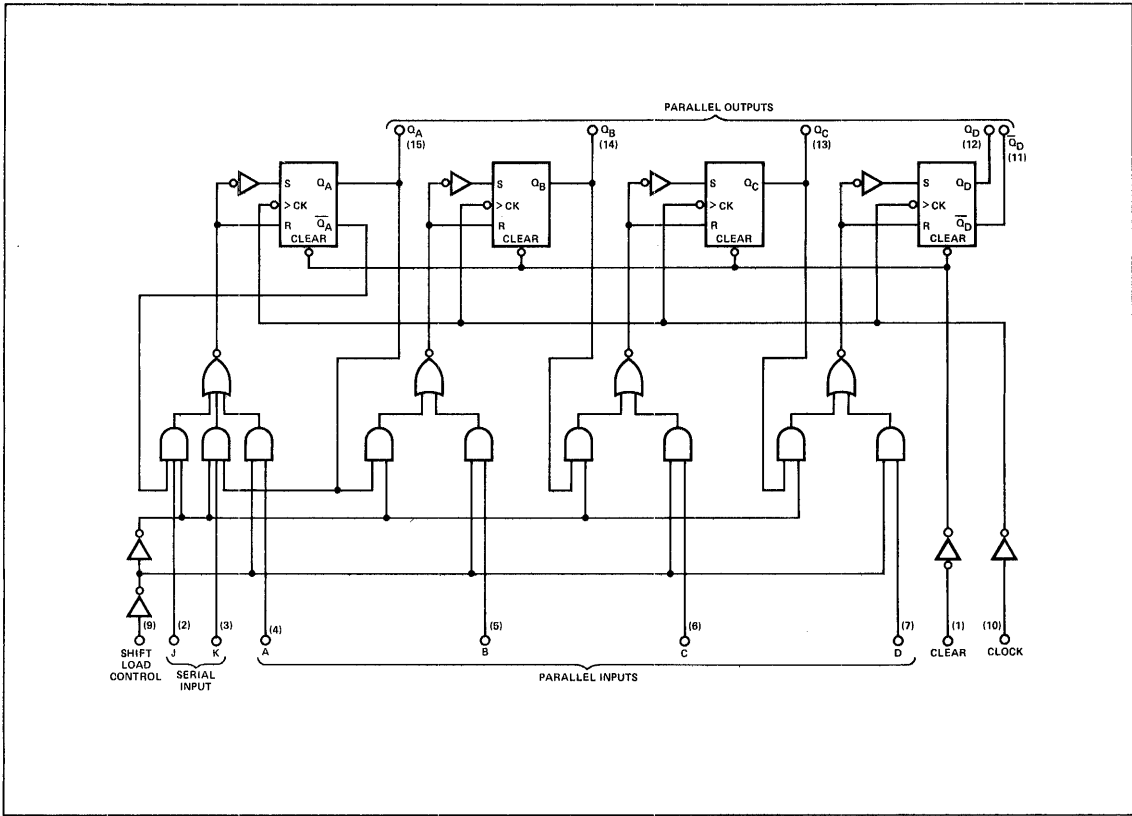 PARALLEL OUTPUTS
QA
(15)
QB
(14)
QC
(13)
QD
(12)
Q̅D
(11)
S QA
>CK
R Q̅A
CLEAR
S QB
>CK
R
CLEAR
S QC
>CK
R
CLEAR
S QD
>CK
R Q̅D
CLEAR
(9)
(2)
(3)
(4)
(5)
(6)
(7)
(1)
(10)
SHIFT
LOAD
CONTROL
J
K
SERIAL
INPUT
A
B
C
D
PARALLEL INPUTS
CLEAR
CLOCK